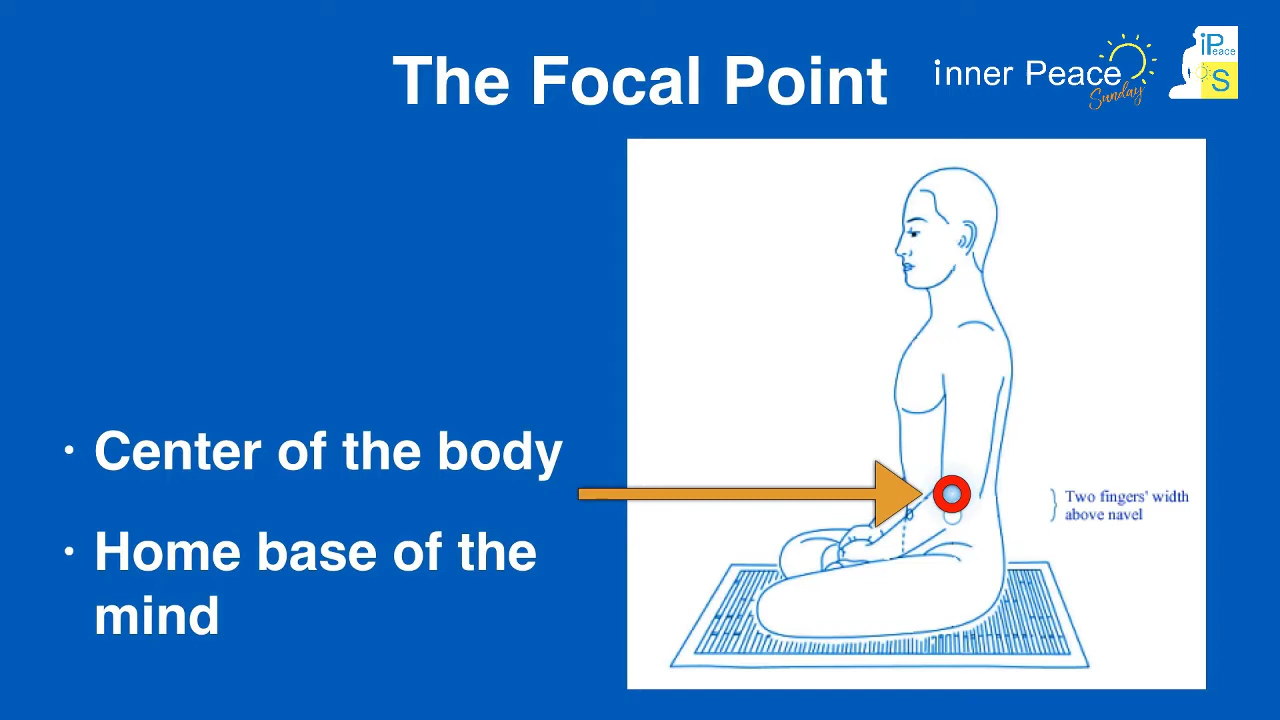 The Focal Point
inner Peace
Sunday
iPeace
S
• Center of the body
• Home base of the
mind
Two fingers' width
above navel